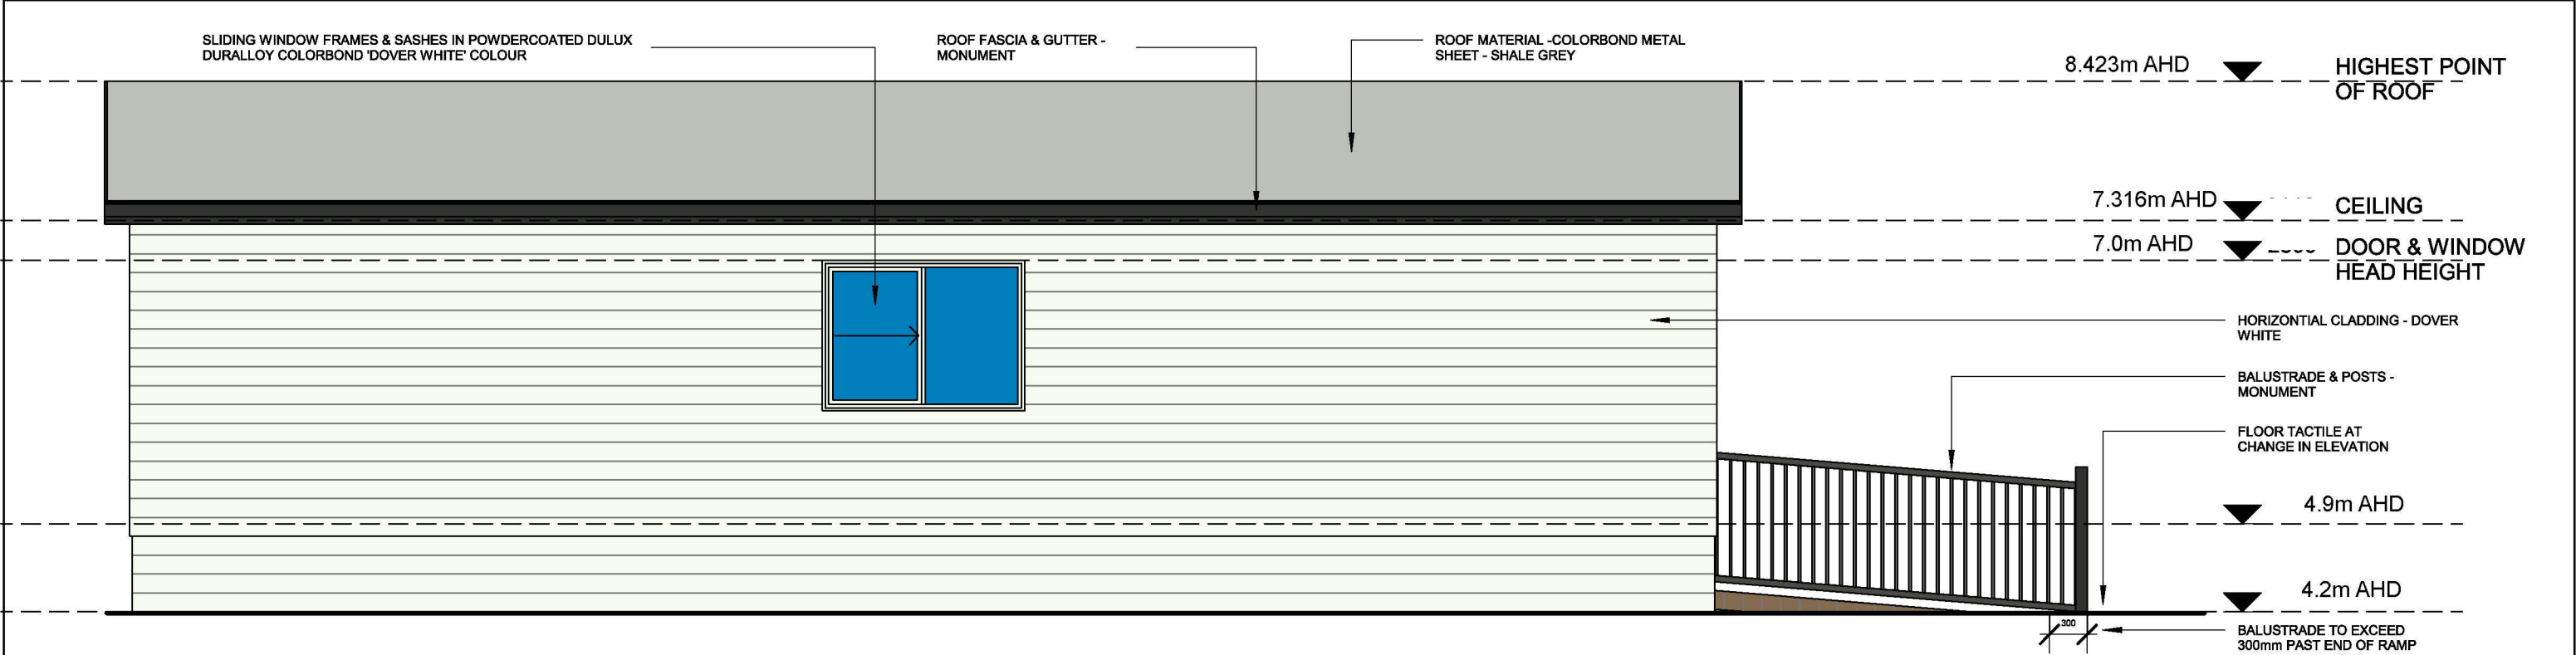 SLIDING WINDOW FRAMES & SASHES IN POWDERCOATED DULUX
DURALLOY COLORBOND 'DOVER WHITE' COLOUR
ROOF FASCIA & GUTTER -
MONUMENT
ROOF MATERIAL -COLORBOND METAL
SHEET - SHALE GREY
8.423m AHD
HIGHEST POINT
OF ROOF
7.316m AHD
CEILING
7.0m AHD
DOOR & WINDOW
HEAD HEIGHT
HORIZONTIAL CLADDING - DOVER
WHITE
BALUSTRADE & POSTS -
MONUMENT
FLOOR TACTILE AT
CHANGE IN ELEVATION
4.9m AHD
4.2m AHD
300
BALUSTRADE TO EXCEED
300mm PAST END OF RAMP